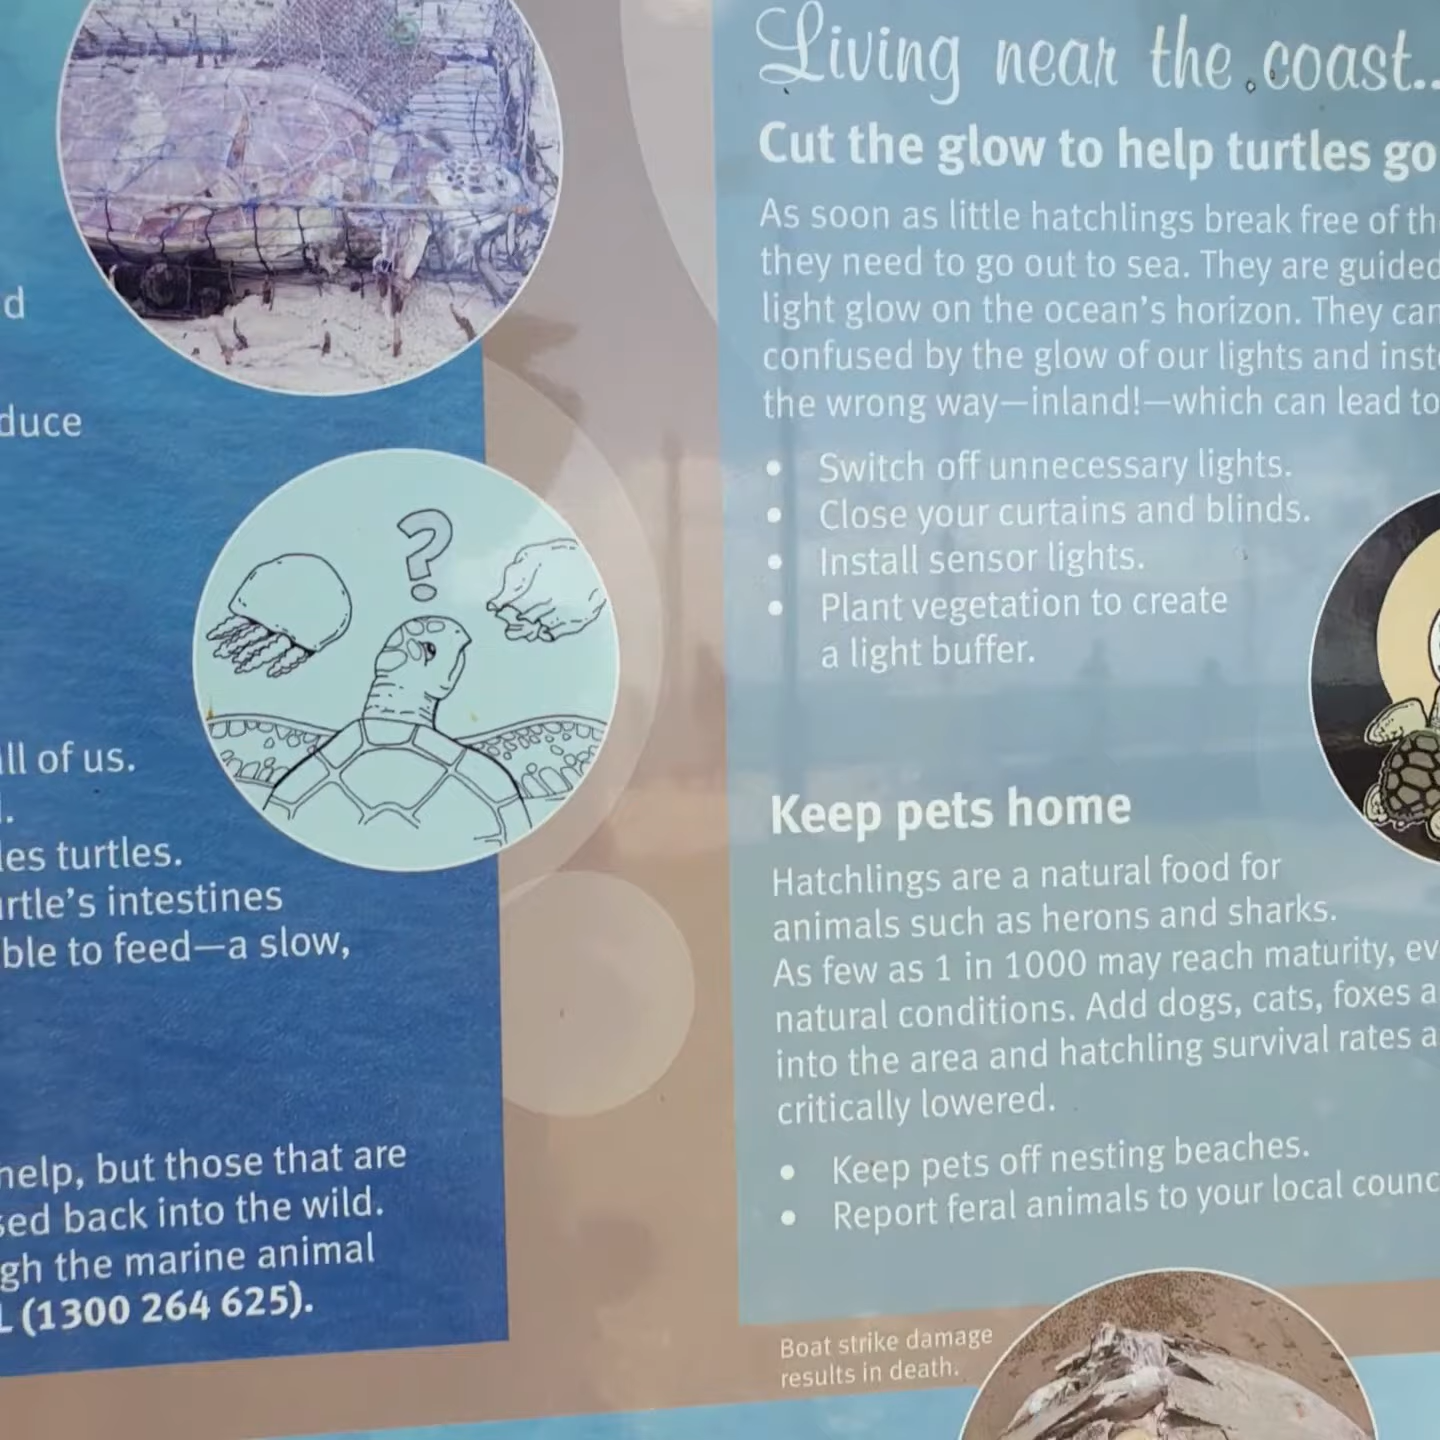 d
duce
ll of us.
.
les turtles.
rtle's intestines
ble to feed—a slow,
help, but those that are
sed back into the wild.
gh the marine animal
L (1300 264 625).
?
Living near the coast..
Cut the glow to help turtles go
As soon as little hatchlings break free of th
they need to go out to sea. They are guided
light glow on the ocean's horizon. They can
confused by the glow of our lights and inst
the wrong way—inland!—which can lead to
• Switch off unnecessary lights.
• Close your curtains and blinds.
• Install sensor lights.
• Plant vegetation to create
a light buffer.
Keep pets home
Hatchlings are a natural food for
animals such as herons and sharks.
As few as 1 in 1000 may reach maturity, ev
natural conditions. Add dogs, cats, foxes a
into the area and hatchling survival rates a
critically lowered.
• Keep pets off nesting beaches.
• Report feral animals to your local counc
Boat strike damage
results in death.